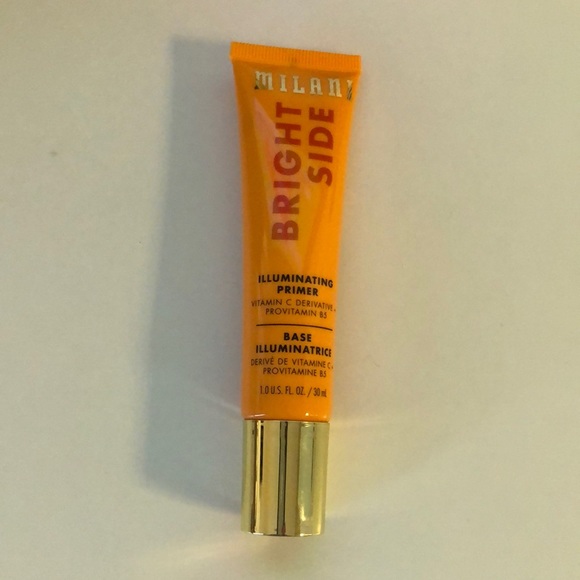 MILANI
BRIGHT
SIDE
ILLUMINATING
PRIMER
VITAMIN C DERIVATIVE +
PROVITAMIN B5
BASE
ILLUMINATRICE
DERIVÉ DE VITAMINE C+
PROVITAMINE B5
1.0 U.S. FL. OZ. / 30 mL